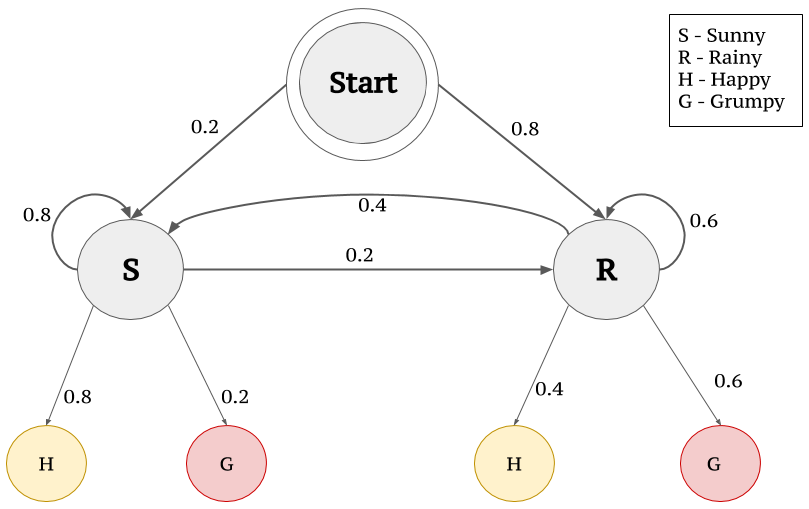 Start
S - Sunny
R - Rainy
H - Happy
G - Grumpy
0.2
0.8
0.8
0.4
0.6
0.2
S
R
0.8
0.2
0.4
0.6
H
G
H
G